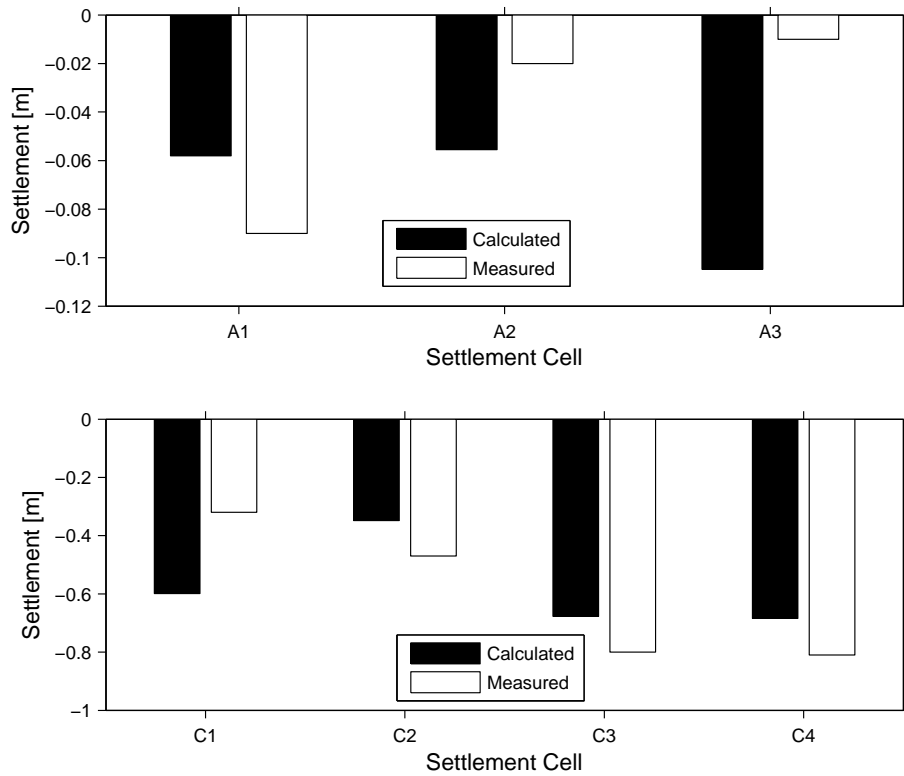 0
−0.02
−0.04
−0.06
−0.08
−0.1
−0.12
Settlement [m]
Calculated
Measured
A1 A2 A3
Settlement Cell
0
−0.2
−0.4
−0.6
−0.8
−1
Settlement [m]
Calculated
Measured
C1 C2 C3 C4
Settlement Cell